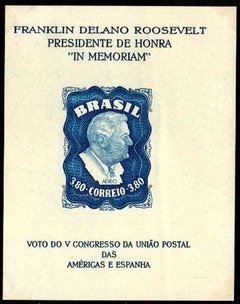 FRANKLIN DELANO ROOSEVELT
PRESIDENTE DE HONRA
"IN MEMORIAM"
BRASIL
AÉREO
3,80-CORREIO-3,80
VOTO DO V CONGRESSO DA UNIÃO POSTAL
DAS
AMÉRICAS E ESPANHA